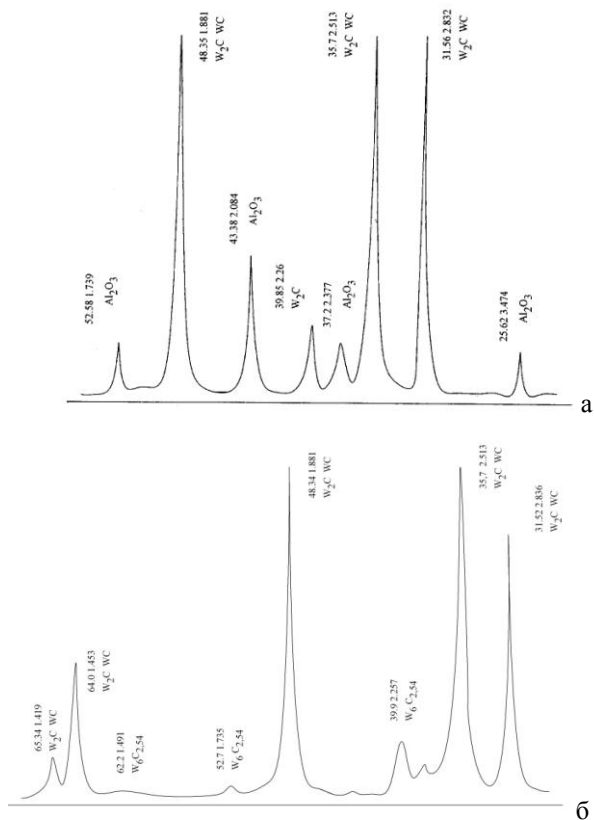 52.58 1.739
Al₂O₃
48.35 1.881
W₂C WC
43.38 2.084
Al₂O₃
39.85 2.26
W₂C
37.2 2.377
Al₂O₃
35.7 2.513
W₂C WC
31.56 2.832
W₂C WC
25.62 3.474
Al₂O₃
а
65.34 1.419
W₂C WC
64.0 1.453
W₂C WC
62.2 1.491
W₆C₂,₅₄
52.7 1.735
W₆C₂,₅₄
48.34 1.881
W₂C WC
39.9 2.257
W₆C₂,₅₄
35,7 2.513
W₂C WC
31.52 2.836
W₂C WC
б